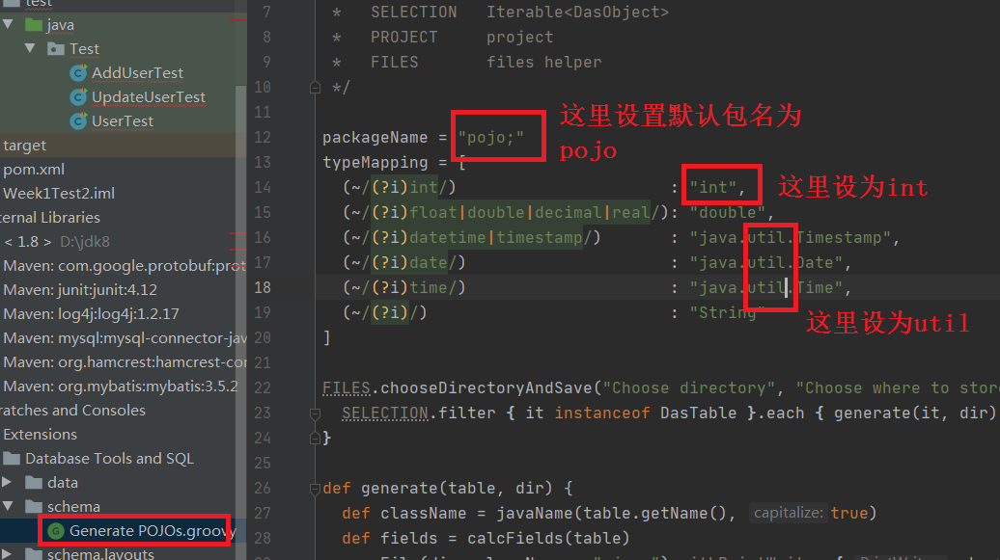 test
java
Test
AddUserTest
UpdateUserTest
UserTest
target
pom.xml
Week1Test2.iml
ternal Libraries
< 1.8 > D:\jdk8
Maven: com.google.protobuf:prot
Maven: junit:junit:4.12
Maven: log4j:log4j:1.2.17
Maven: mysql:mysql-connector-jav
Maven: org.hamcrest:hamcrest-cor
Maven: org.mybatis:mybatis:3.5.2
ratches and Consoles
Extensions
Database Tools and SQL
data
schema
Generate POJOs.groovy
schema.layouts
7 * SELECTION Iterable<DasObject>
8 * PROJECT project
9 * FILES files helper
10 */
11
12 packageName = "pojo;"
13 typeMapping = [
14 (~/(?i)int/) : "int",
15 (~/(?i)float|double|decimal|real/): "double",
16 (~/(?i)datetime|timestamp/) : "java.util.Timestamp",
17 (~/(?i)date/) : "java.util.Date",
18 (~/(?i)time/) : "java.util.Time",
19 (~/(?i)/) : "String"
20 ]
21
22 FILES.chooseDirectoryAndSave("Choose directory", "Choose where to stor
23 SELECTION.filter { it instanceof DasTable }.each { generate(it, dir)
24 }
25
26 def generate(table, dir) {
27 def className = javaName(table.getName(), capitalize: true)
28 def fields = calcFields(table)
这里设置默认包名为
pojo
这里设为int
这里设为util